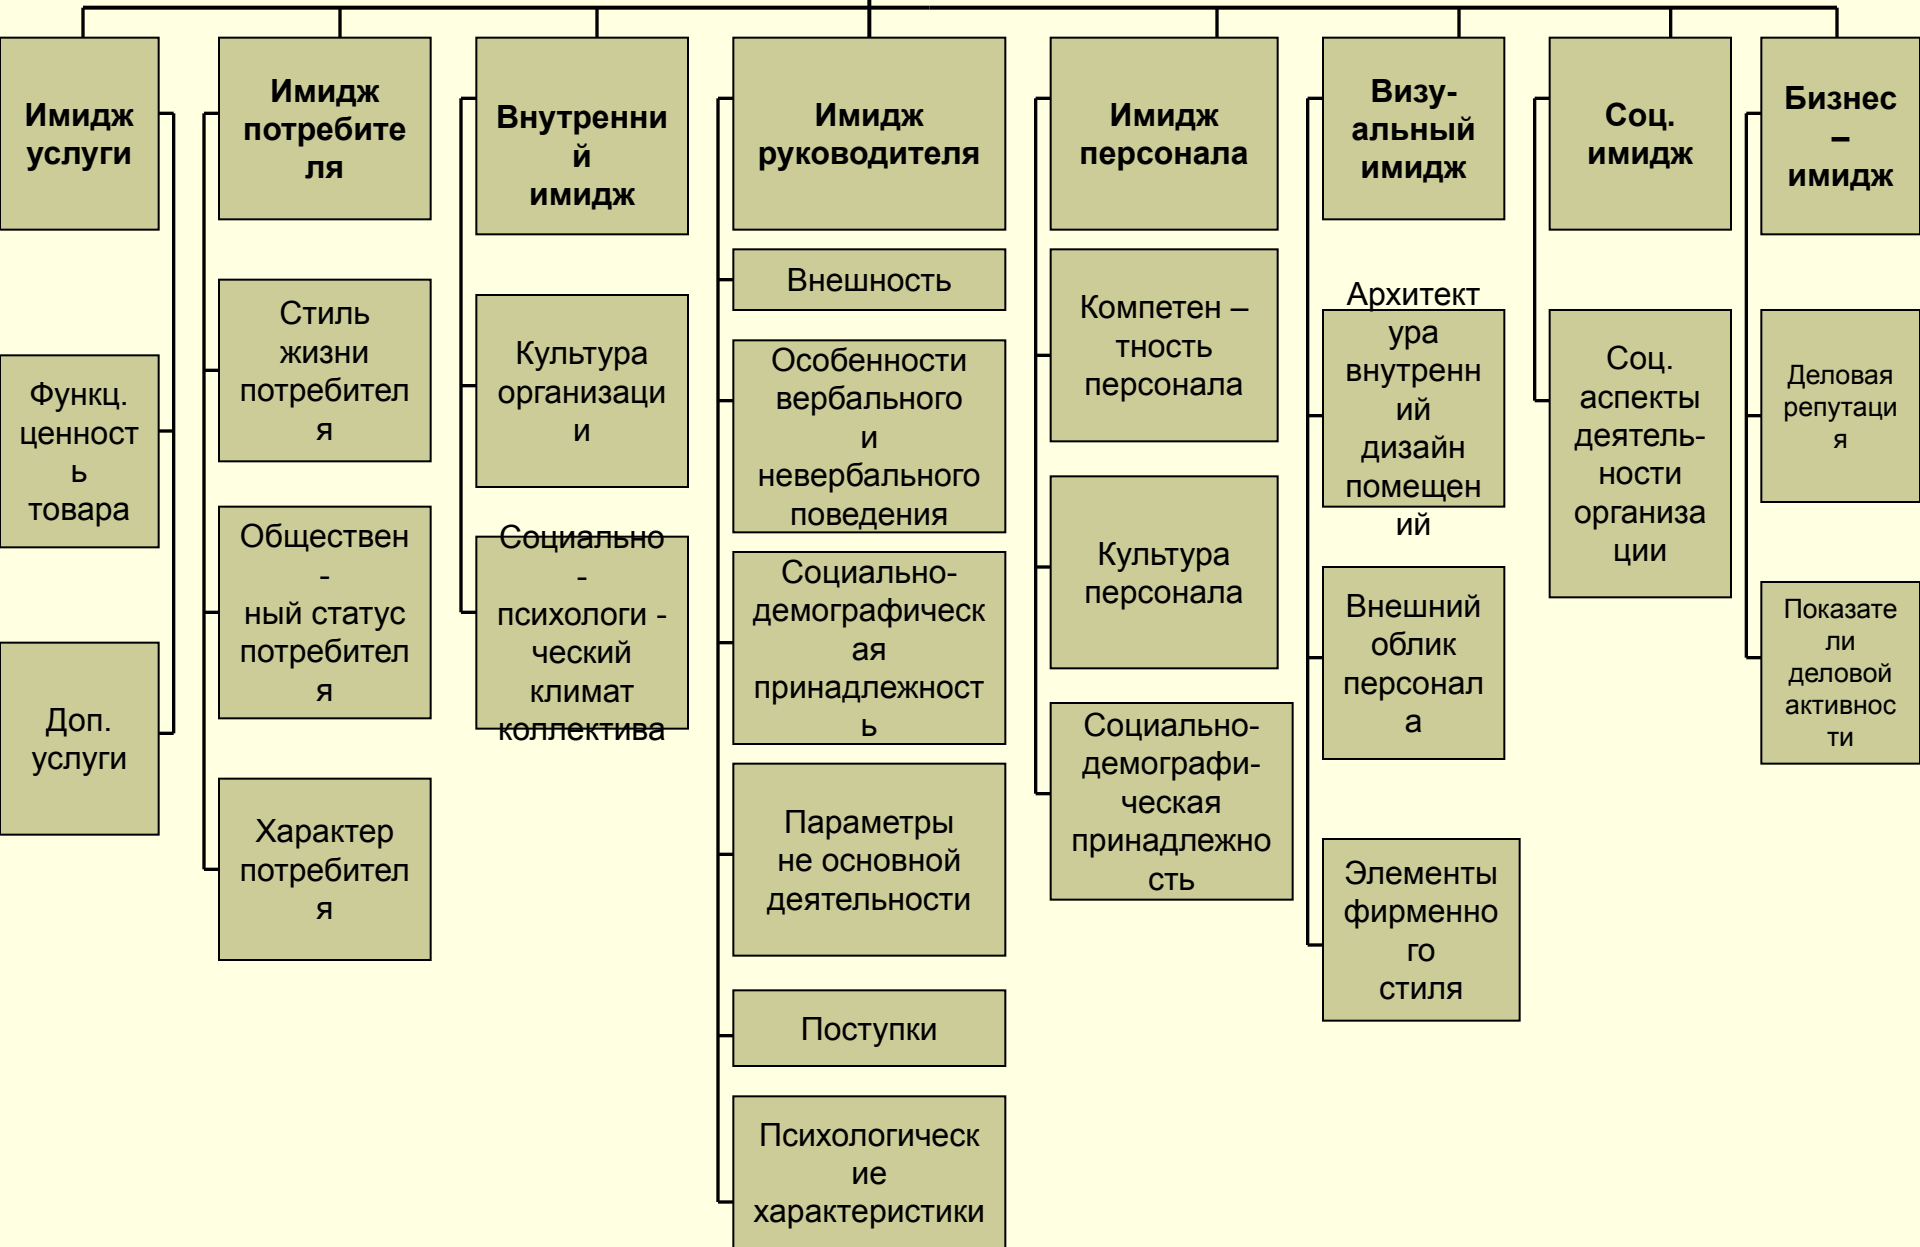 Имидж
услуги
Функц.
ценност
ь
товара
Доп.
услуги
Имидж
потребите
ля
Стиль
жизни
потребител
я
Обществен
-
ный статус
потребител
я
Характер
потребител
я
Внутренни
й
имидж
Культура
организаци
и
Социально
-
психологи -
ческий
климат
коллектива
Имидж
руководителя
Внешность
Особенности
вербального
и
невербального
поведения
Социально-
демографическ
ая
принадлежност
ь
Параметры
не основной
деятельности
Поступки
Психологическ
ие
характеристики
Имидж
персонала
Компетен –
тность
персонала
Культура
персонала
Социально-
демографи-
ческая
принадлежно
сть
Визу-
альный
имидж
Архитект
ура
внутренн
ий
дизайн
помещен
ий
Внешний
облик
персонал
а
Элементы
фирменно
го
стиля
Соц.
имидж
Соц.
аспекты
деятель-
ности
организа
ции
Бизнес
–
имидж
Деловая
репутаци
я
Показате
ли
деловой
активнос
ти